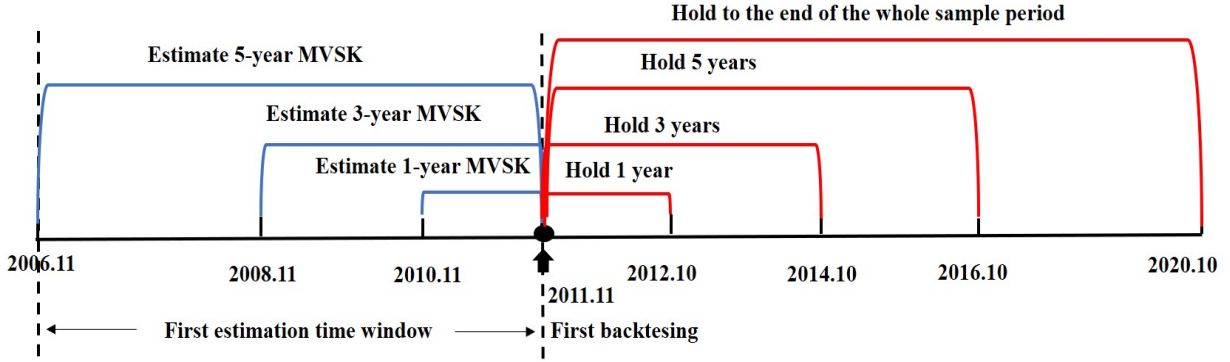 Hold to the end of the whole sample period
Estimate 5-year MVSK
Hold 5 years
Estimate 3-year MVSK
Hold 3 years
Estimate 1-year MVSK
Hold 1 year
2006.11
2008.11
2010.11
2011.11
2012.10
2014.10
2016.10
2020.10
First estimation time window
First backtesing